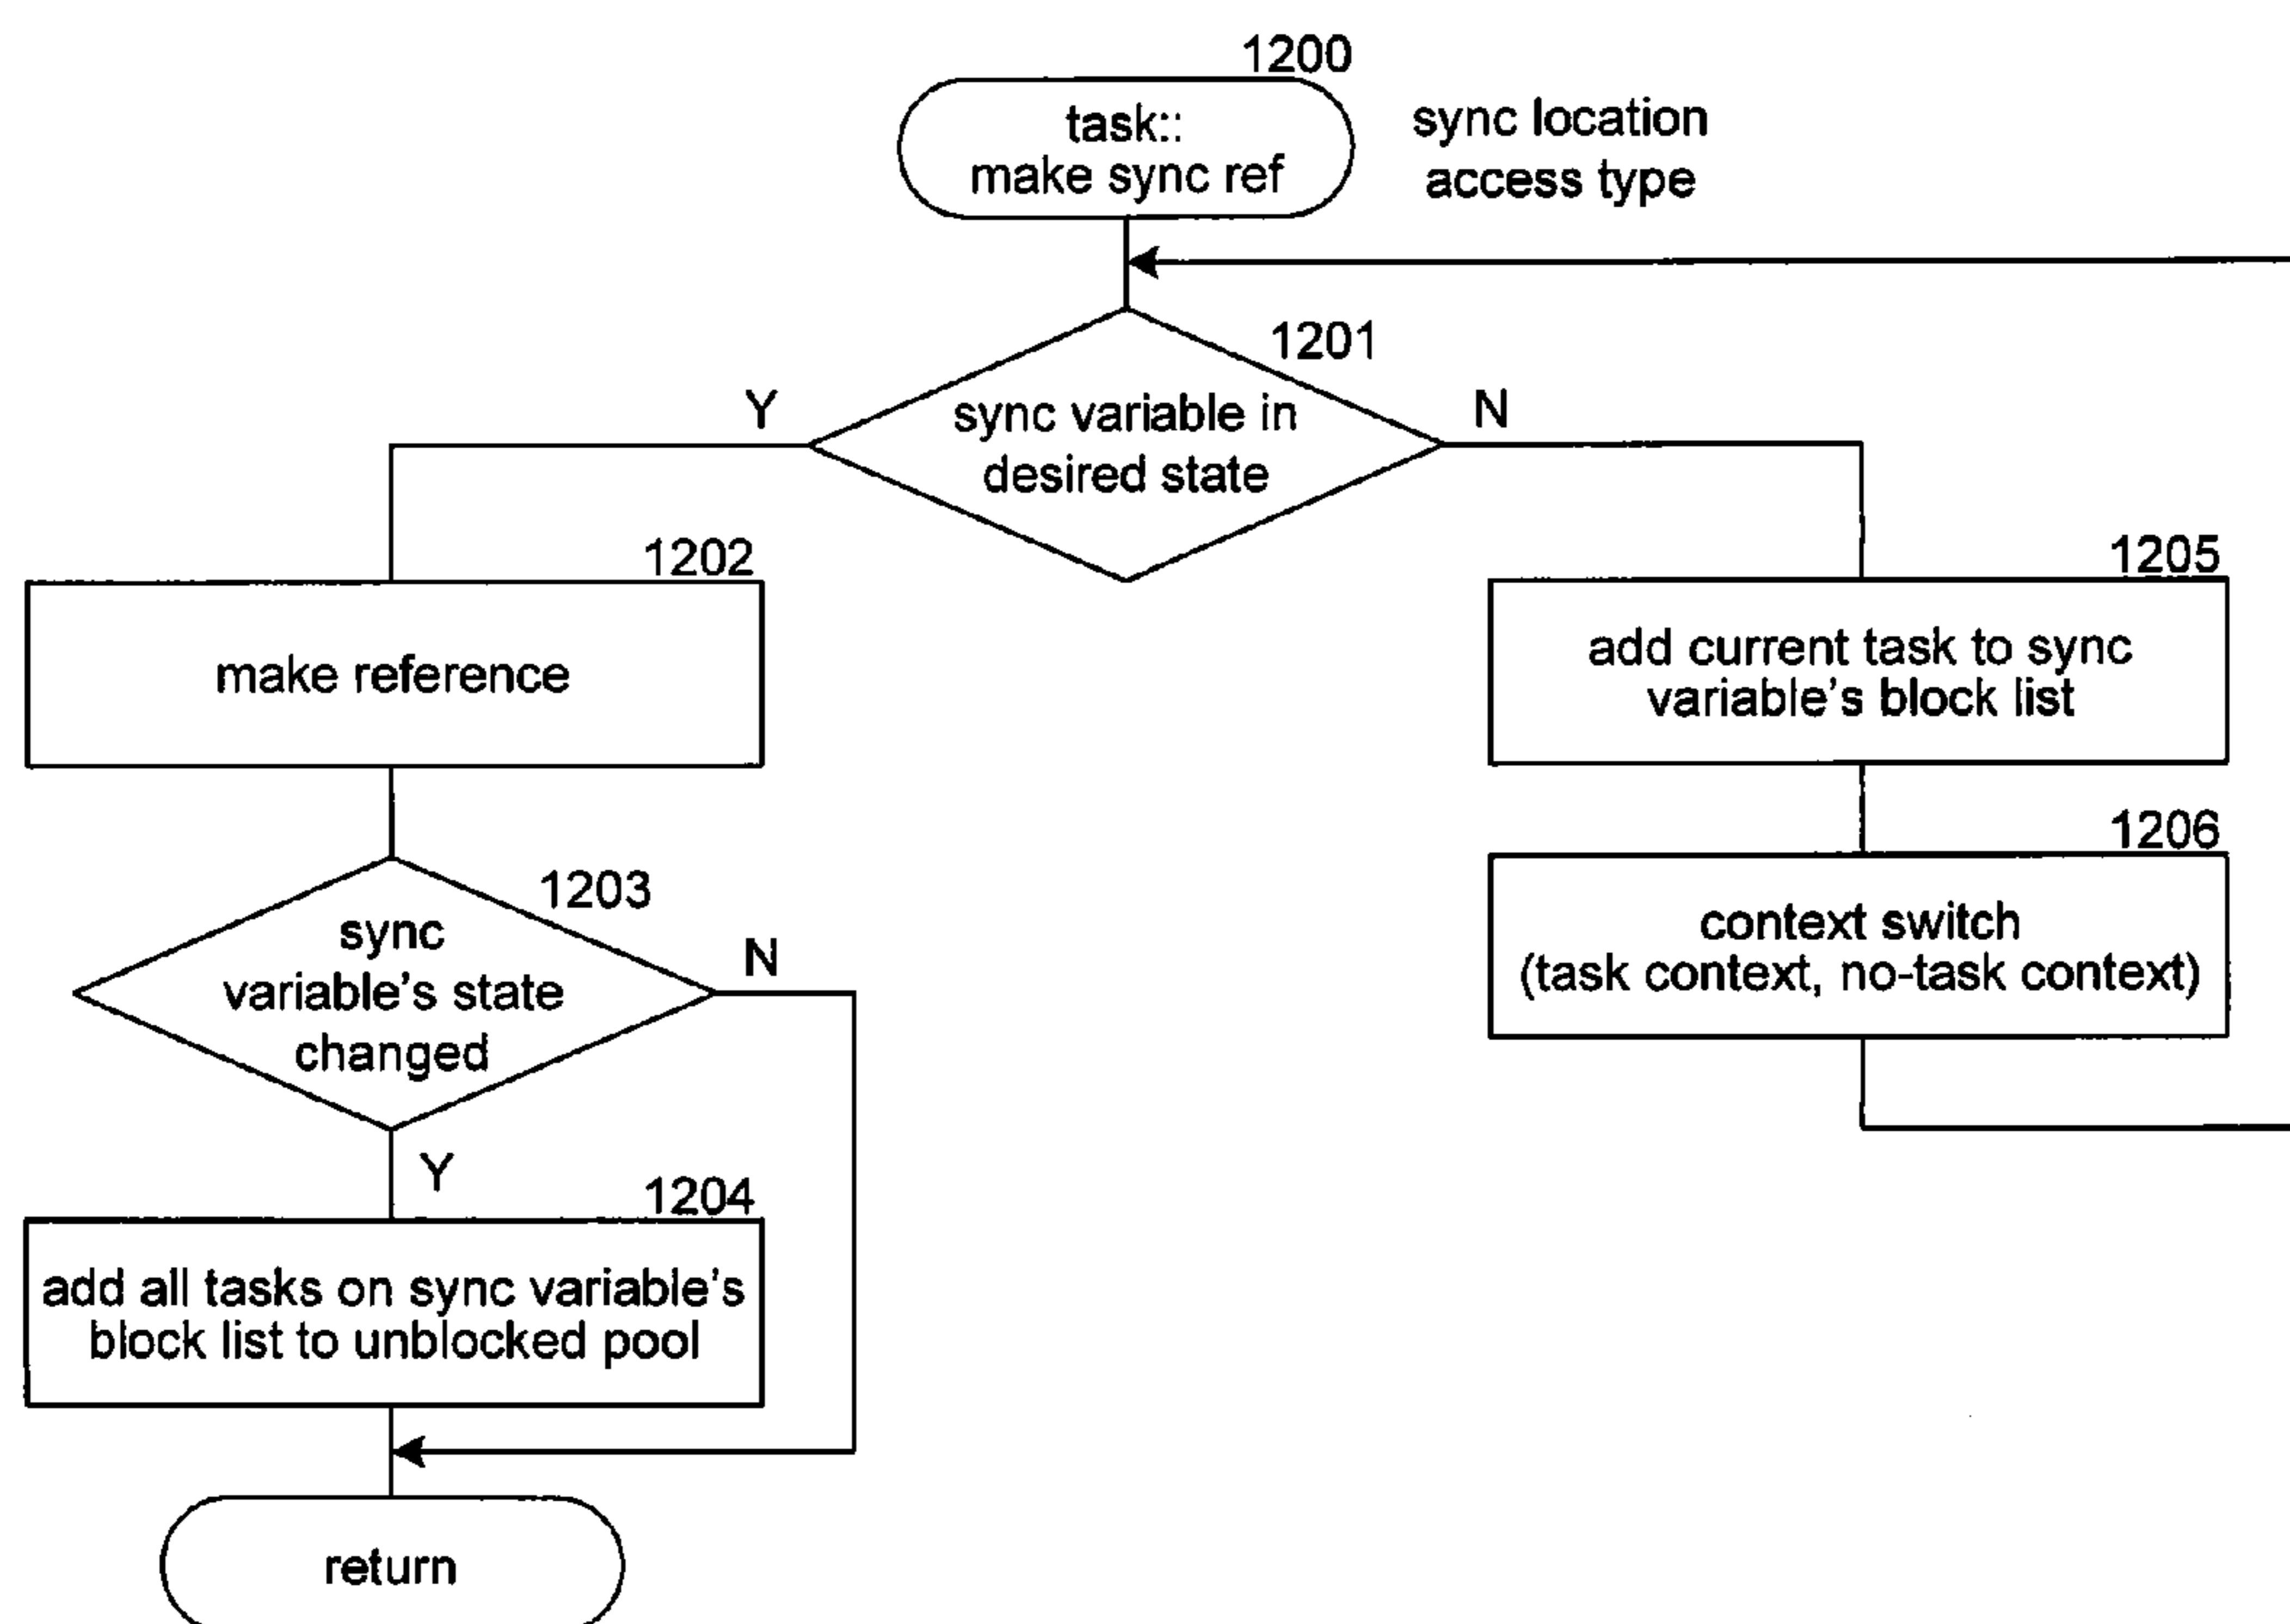 1200
task::
make sync ref
sync location
access type
1201
sync variable in
desired state
Y
N
1202
make reference
1203
sync
variable's state
changed
N
Y
1204
add all tasks on sync variable's
block list to unblocked pool
return
1205
add current task to sync
variable's block list
1206
context switch
(task context, no-task context)